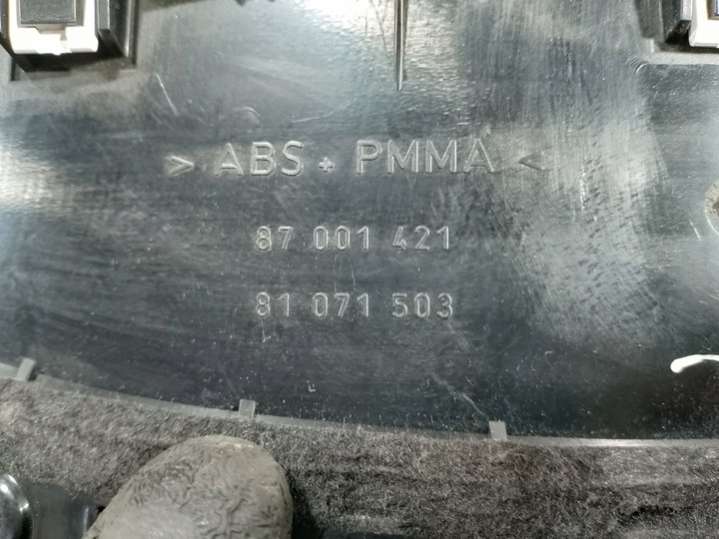 > ABS + PMMA <
87 001 421
81 071 503